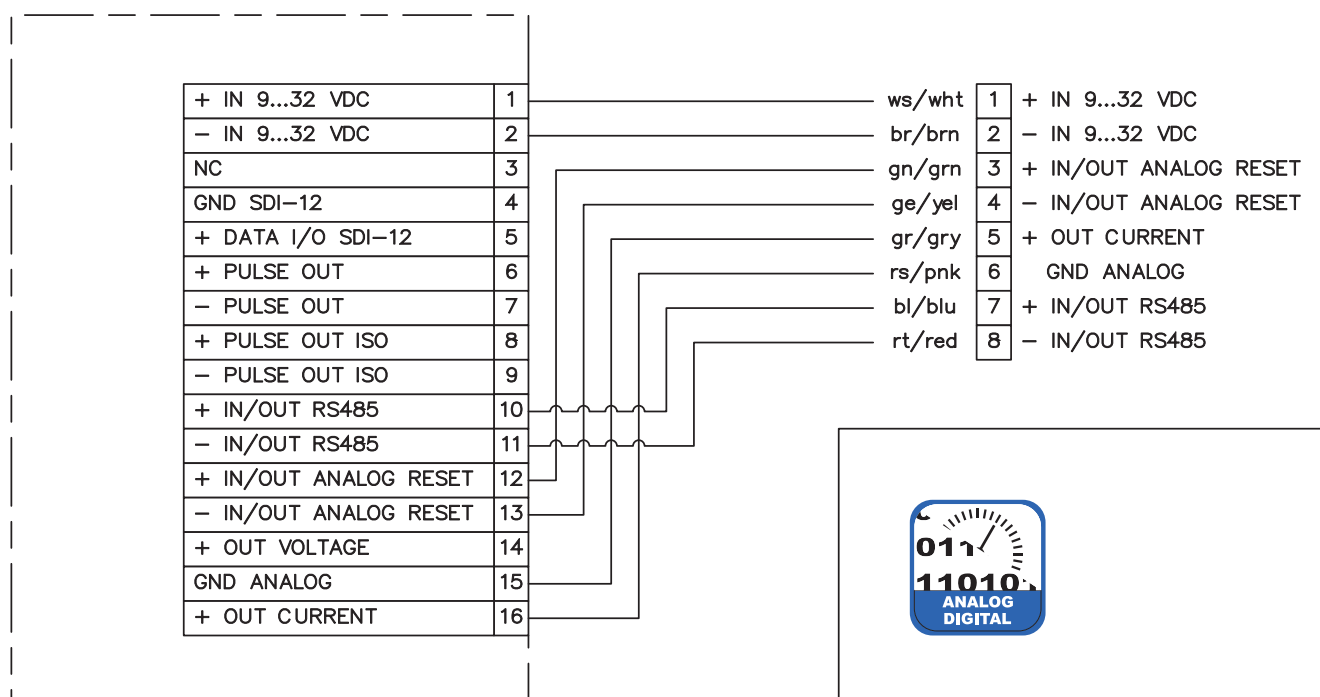 + IN 9...32 VDC 1
− IN 9...32 VDC 2
NC 3
GND SDI−12 4
+ DATA I/O SDI−12 5
+ PULSE OUT 6
− PULSE OUT 7
+ PULSE OUT ISO 8
− PULSE OUT ISO 9
+ IN/OUT RS485 10
− IN/OUT RS485 11
+ IN/OUT ANALOG RESET 12
− IN/OUT ANALOG RESET 13
+ OUT VOLTAGE 14
GND ANALOG 15
+ OUT CURRENT 16
ws/wht 1 + IN 9...32 VDC
br/brn 2 − IN 9...32 VDC
gn/grn 3 + IN/OUT ANALOG RESET
ge/yel 4 − IN/OUT ANALOG RESET
gr/gry 5 + OUT CURRENT
rs/pnk 6 GND ANALOG
bl/blu 7 + IN/OUT RS485
rt/red 8 − IN/OUT RS485
011
11010
ANALOG
DIGITAL